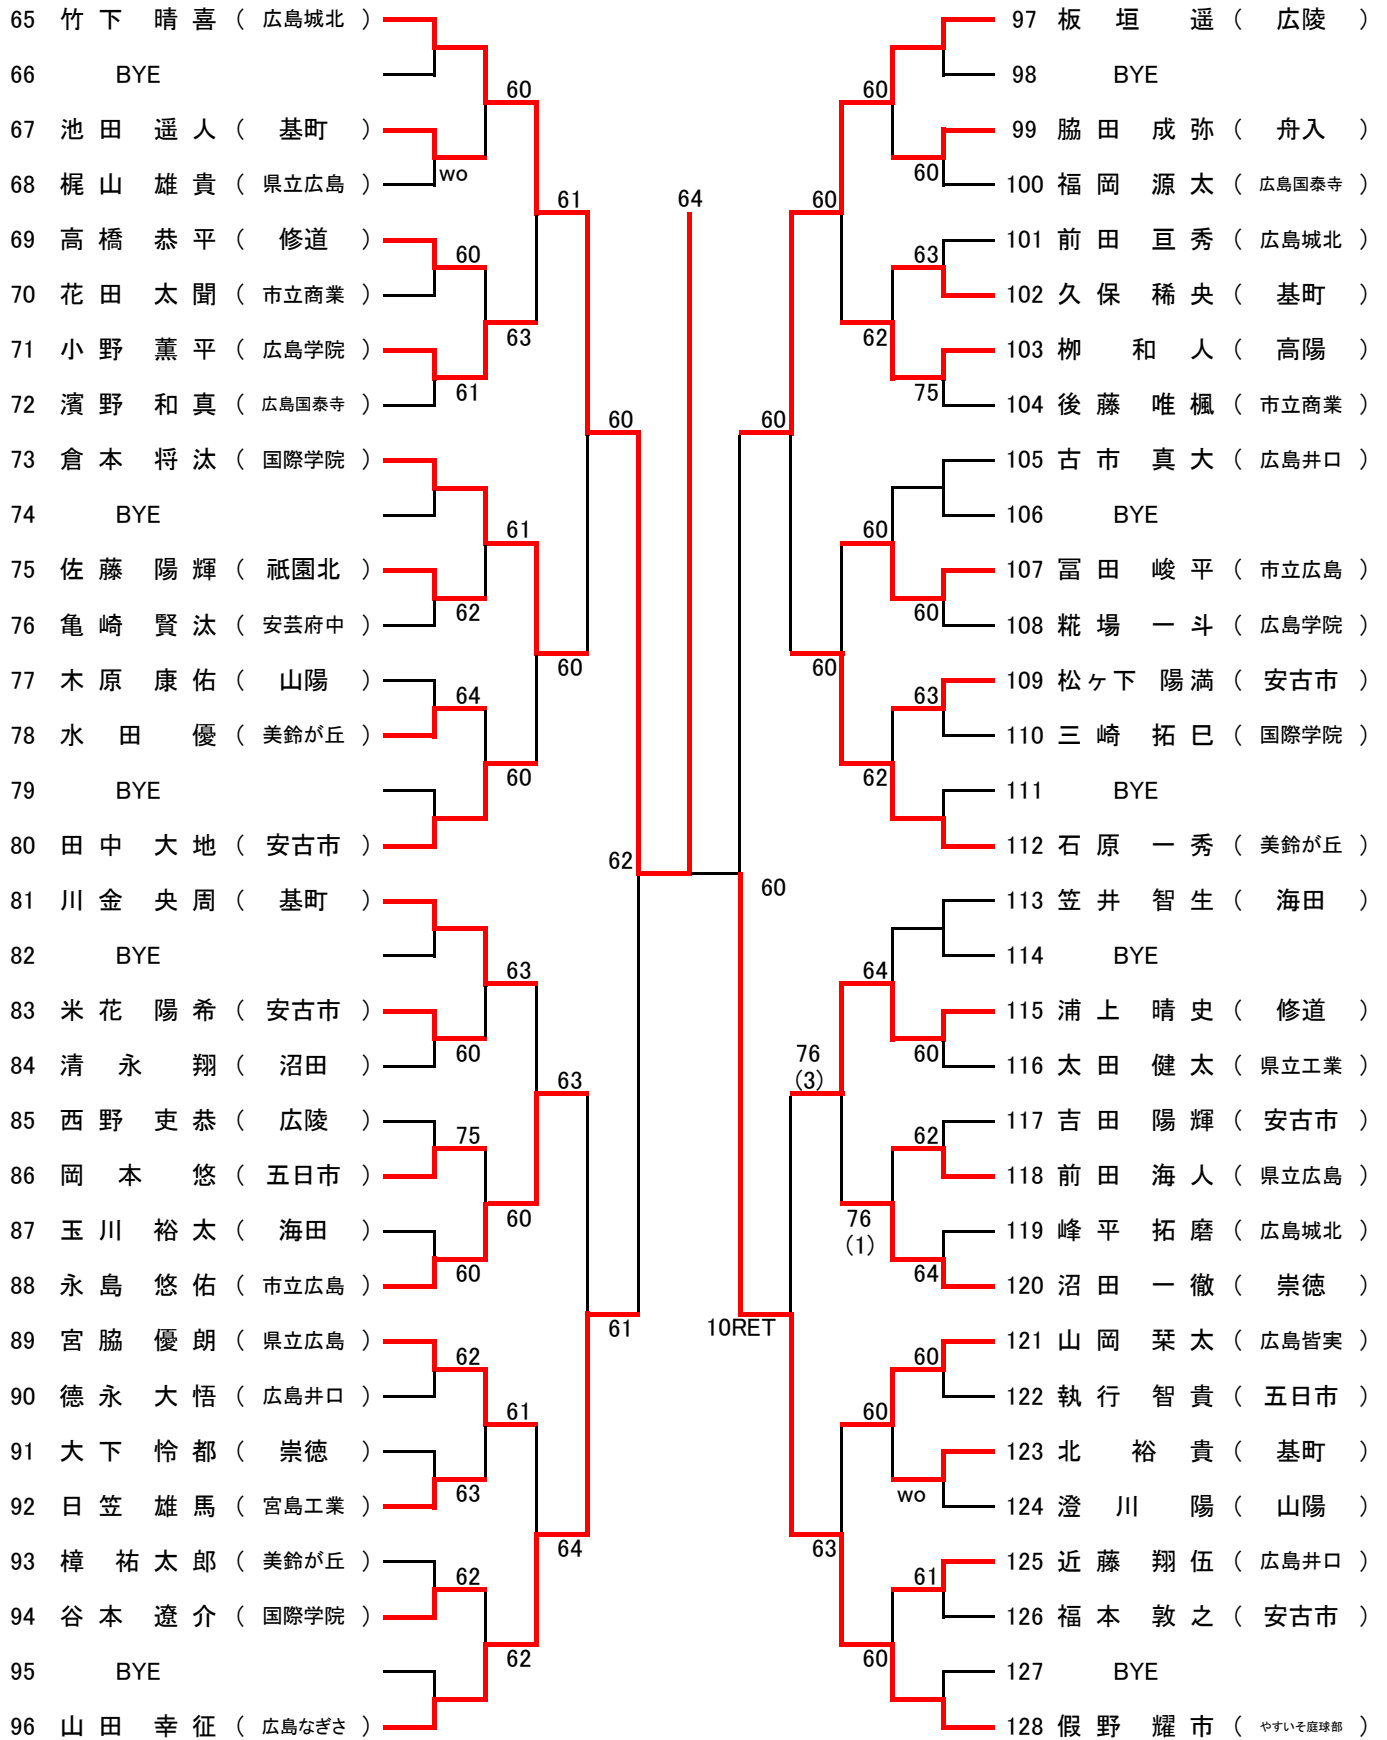 65 竹下 晴喜 ( 広島城北 )
66 BYE
67 池田 遥人 ( 基町 )
68 梶山 雄貴 ( 県立広島 )
69 高橋 恭平 ( 修道 )
70 花田 太聞 ( 市立商業 )
71 小野 薫平 ( 広島学院 )
72 濱野 和真 ( 広島国泰寺 )
73 倉本 将汰 ( 国際学院 )
74 BYE
75 佐藤 陽輝 ( 祇園北 )
76 亀崎 賢汰 ( 安芸府中 )
77 木原 康佑 ( 山陽 )
78 水田 優 ( 美鈴が丘 )
79 BYE
80 田中 大地 ( 安古市 )
81 川金 央周 ( 基町 )
82 BYE
83 米花 陽希 ( 安古市 )
84 清永 翔 ( 沼田 )
85 西野 吏恭 ( 広陵 )
86 岡本 悠 ( 五日市 )
87 玉川 裕太 ( 海田 )
88 永島 悠佑 ( 市立広島 )
89 宮脇 優朗 ( 県立広島 )
90 德永 大悟 ( 広島井口 )
91 大下 怜都 ( 崇徳 )
92 日笠 雄馬 ( 宮島工業 )
93 樟 祐太郎 ( 美鈴が丘 )
94 谷本 遼介 ( 国際学院 )
95 BYE
96 山田 幸征 ( 広島なぎさ )
60
wo
60
61
61
62
64
60
63
60
75
60
62
63
62
63
61
60
63
61
62
61
60
63
64
60
61
62
64
60
60
10RET
60
60
76
(3)
63
60
62
60
62
64
76
(1)
60
60
60
63
75
60
63
60
62
64
60
wo
61
97 板垣 遥 ( 広陵 )
98 BYE
99 脇田 成弥 ( 舟入 )
100 福岡 源太 ( 広島国泰寺 )
101 前田 亘秀 ( 広島城北 )
102 久保 稀央 ( 基町 )
103 栁 和人 ( 高陽 )
104 後藤 唯楓 ( 市立商業 )
105 古市 真大 ( 広島井口 )
106 BYE
107 冨田 峻平 ( 市立広島 )
108 糀場 一斗 ( 広島学院 )
109 松ヶ下 陽満 ( 安古市 )
110 三崎 拓巳 ( 国際学院 )
111 BYE
112 石原 一秀 ( 美鈴が丘 )
113 笠井 智生 ( 海田 )
114 BYE
115 浦上 晴史 ( 修道 )
116 太田 健太 ( 県立工業 )
117 吉田 陽輝 ( 安古市 )
118 前田 海人 ( 県立広島 )
119 峰平 拓磨 ( 広島城北 )
120 沼田 一徹 ( 崇徳 )
121 山岡 栞太 ( 広島皆実 )
122 執行 智貴 ( 五日市 )
123 北 裕貴 ( 基町 )
124 澄川 陽 ( 山陽 )
125 近藤 翔伍 ( 広島井口 )
126 福本 敦之 ( 安古市 )
127 BYE
128 假野 耀市 ( やすいそ庭球部 )